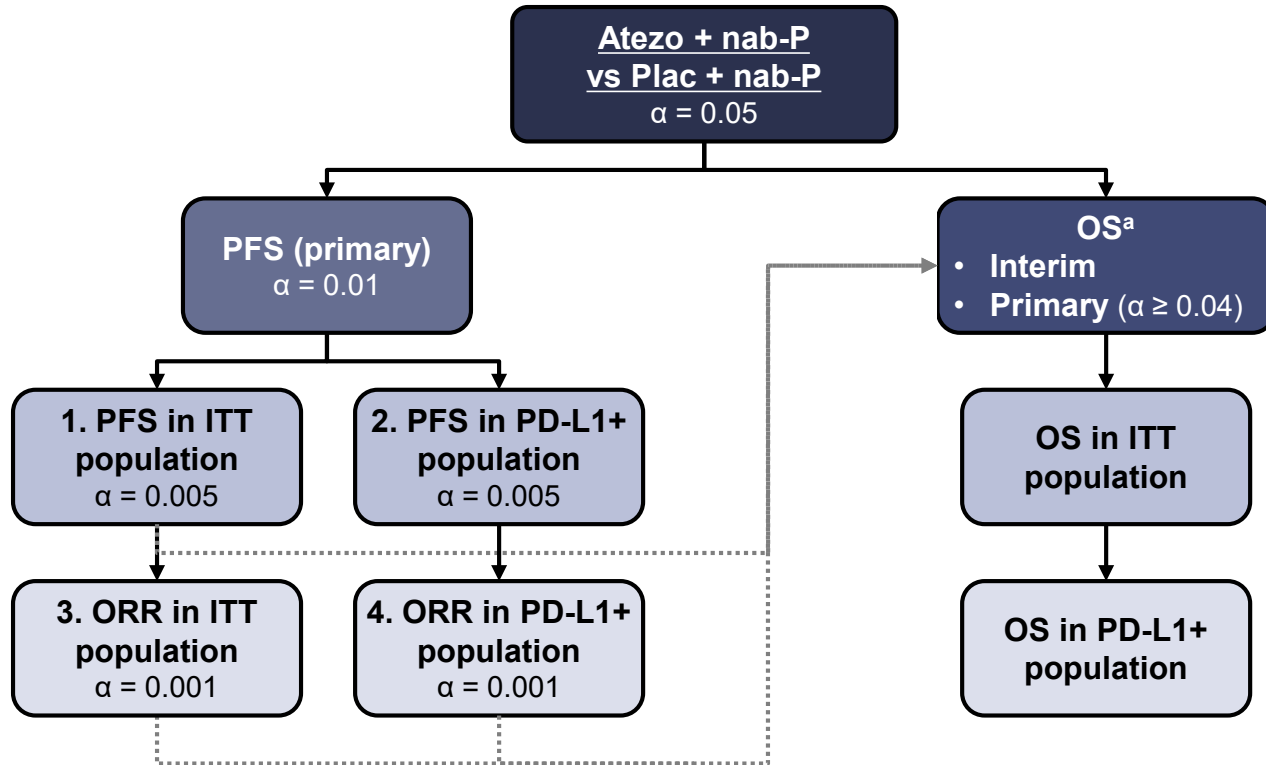 Atezo + nab-P
vs Plac + nab-P
α = 0.05
PFS (primary)
α = 0.01
OSᵃ
• Interim
• Primary (α ≥ 0.04)
1. PFS in ITT
population
α = 0.005
2. PFS in PD-L1+
population
α = 0.005
OS in ITT
population
3. ORR in ITT
population
α = 0.001
4. ORR in PD-L1+
population
α = 0.001
OS in PD-L1+
population